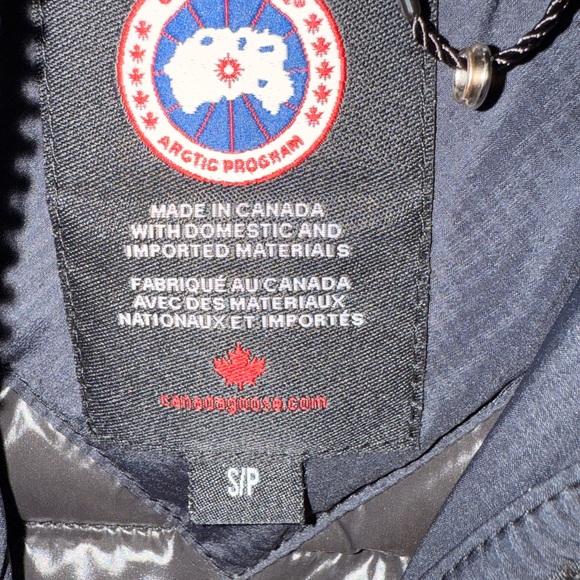 ARCTIC PROGRAM
MADE IN CANADA
WITH DOMESTIC AND
IMPORTED MATERIALS
FABRIQUÉ AU CANADA
AVEC DES MATERIAUX
NATIONAUX ET IMPORTÉS
canadagoose.com
S/P